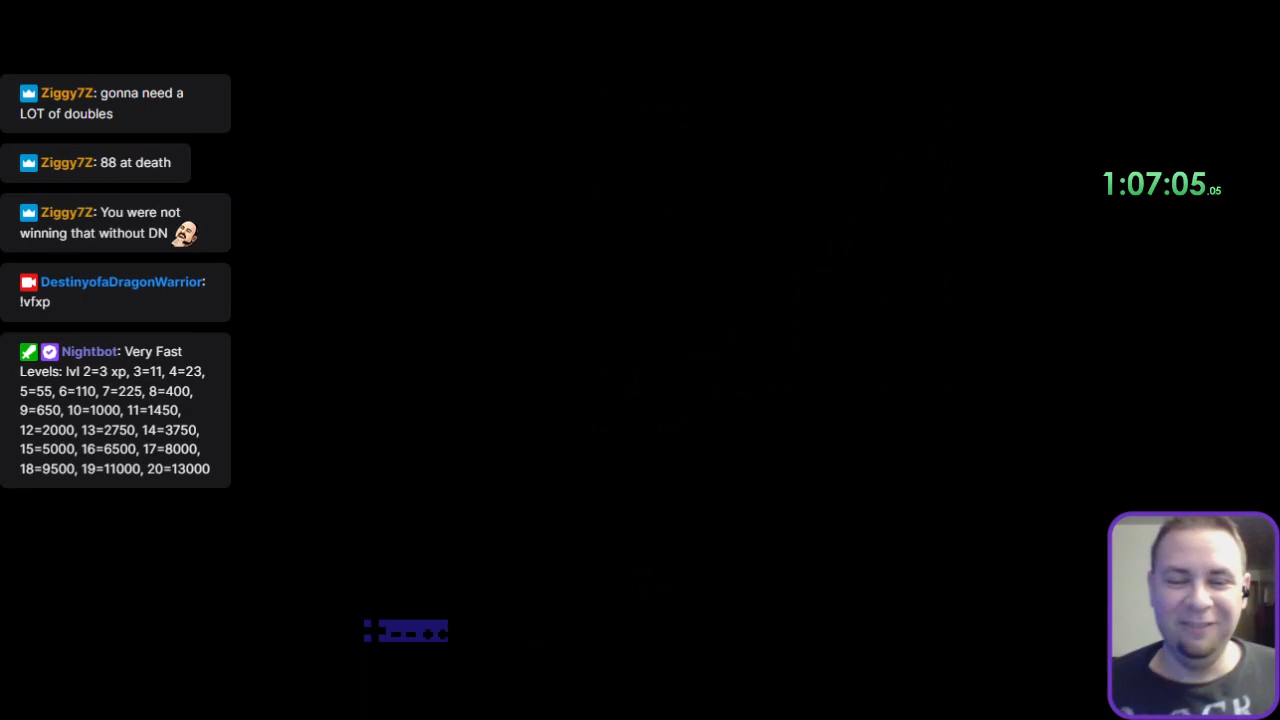 Ziggy7Z: gonna need a
LOT of doubles
Ziggy7Z: 88 at death
Ziggy7Z: You were not
winning that without DN
DestinyofaDragonWarrior:
!vfxp
Nightbot: Very Fast
Levels: lvl 2=3 xp, 3=11, 4=23,
5=55, 6=110, 7=225, 8=400,
9=650, 10=1000, 11=1450,
12=2000, 13=2750, 14=3750,
15=5000, 16=6500, 17=8000,
18=9500, 19=11000, 20=13000
1:07:05.05